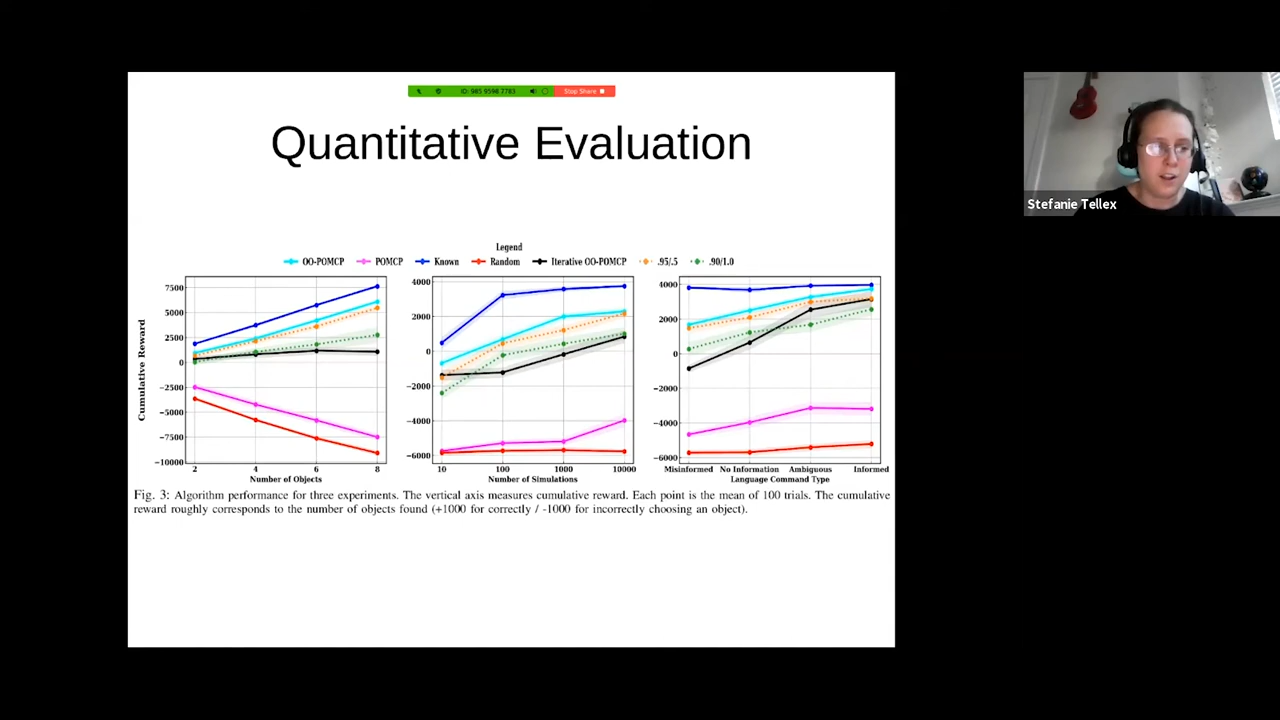 ID: 985 9598 7783 Stop Share
Quantitative Evaluation
Stefanie Tellex
Legend
OO-POMCP POMCP Known Random Iterative OO-POMCP .95/.5 .90/1.0
Cumulative Reward
7500
5000
2500
0
−2500
−5000
−7500
−10000
2 4 6 8
Number of Objects
4000
2000
0
−2000
−4000
−6000
10 100 1000 10000
Number of Simulations
4000
2000
0
−2000
−4000
−6000
Misinformed No Information Ambiguous Informed
Language Command Type
Fig. 3: Algorithm performance for three experiments. The vertical axis measures cumulative reward. Each point is the mean of 100 trials. The cumulative
reward roughly corresponds to the number of objects found (+1000 for correctly / -1000 for incorrectly choosing an object).